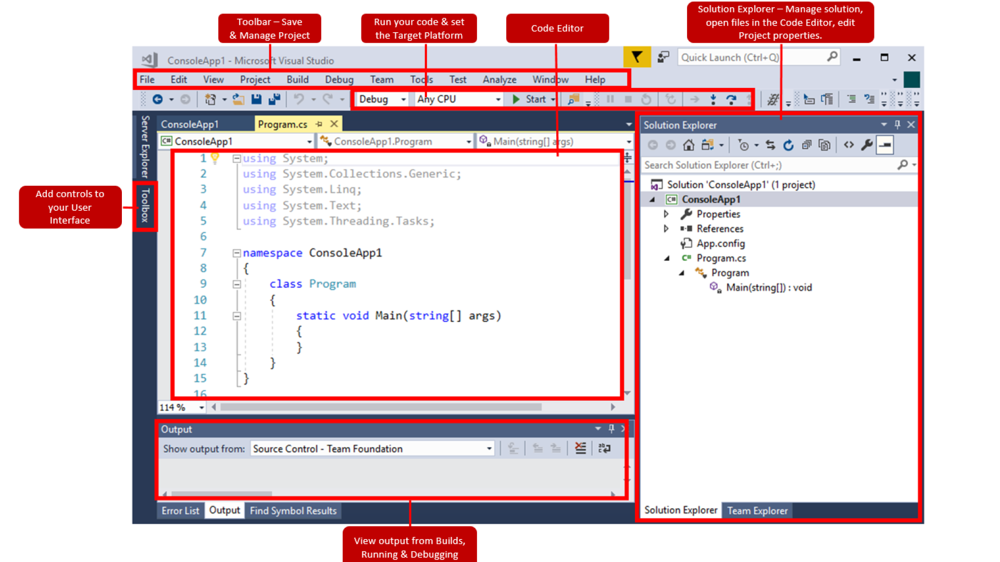 Toolbar – Save
& Manage Project
Run your code & set
the Target Platform
Code Editor
Solution Explorer – Manage solution,
open files in the Code Editor, edit
Project properties.
ConsoleApp1 - Microsoft Visual Studio
Quick Launch (Ctrl+Q)
File Edit View Project Build Debug Team Tools Test Analyze Window Help
Debug Any CPU Start
Server Explorer
Toolbox
Add controls to
your User
Interface
ConsoleApp1 Program.cs
C# ConsoleApp1 ConsoleApp1.Program Main(string[] args)
1 using System;
2 using System.Collections.Generic;
3 using System.Linq;
4 using System.Text;
5 using System.Threading.Tasks;
6
7 namespace ConsoleApp1
8 {
9 class Program
10 {
11 static void Main(string[] args)
12 {
13 }
14 }
15 }
16
114 %
Output
Show output from: Source Control - Team Foundation
Error List Output Find Symbol Results
View output from Builds,
Running & Debugging
Solution Explorer
Search Solution Explorer (Ctrl+;)
Solution 'ConsoleApp1' (1 project)
C# ConsoleApp1
Properties
References
App.config
C# Program.cs
Program
Main(string[]) : void
Solution Explorer Team Explorer